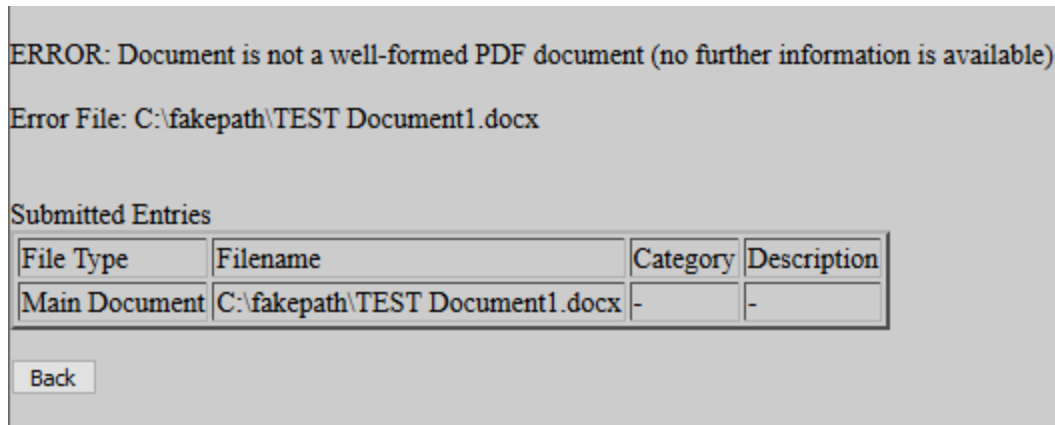 ERROR: Document is not a well-formed PDF document (no further information is available)
Error File: C:\fakepath\TEST Document1.docx
Submitted Entries
File Type Filename Category Description
Main Document C:\fakepath\TEST Document1.docx - -
Back